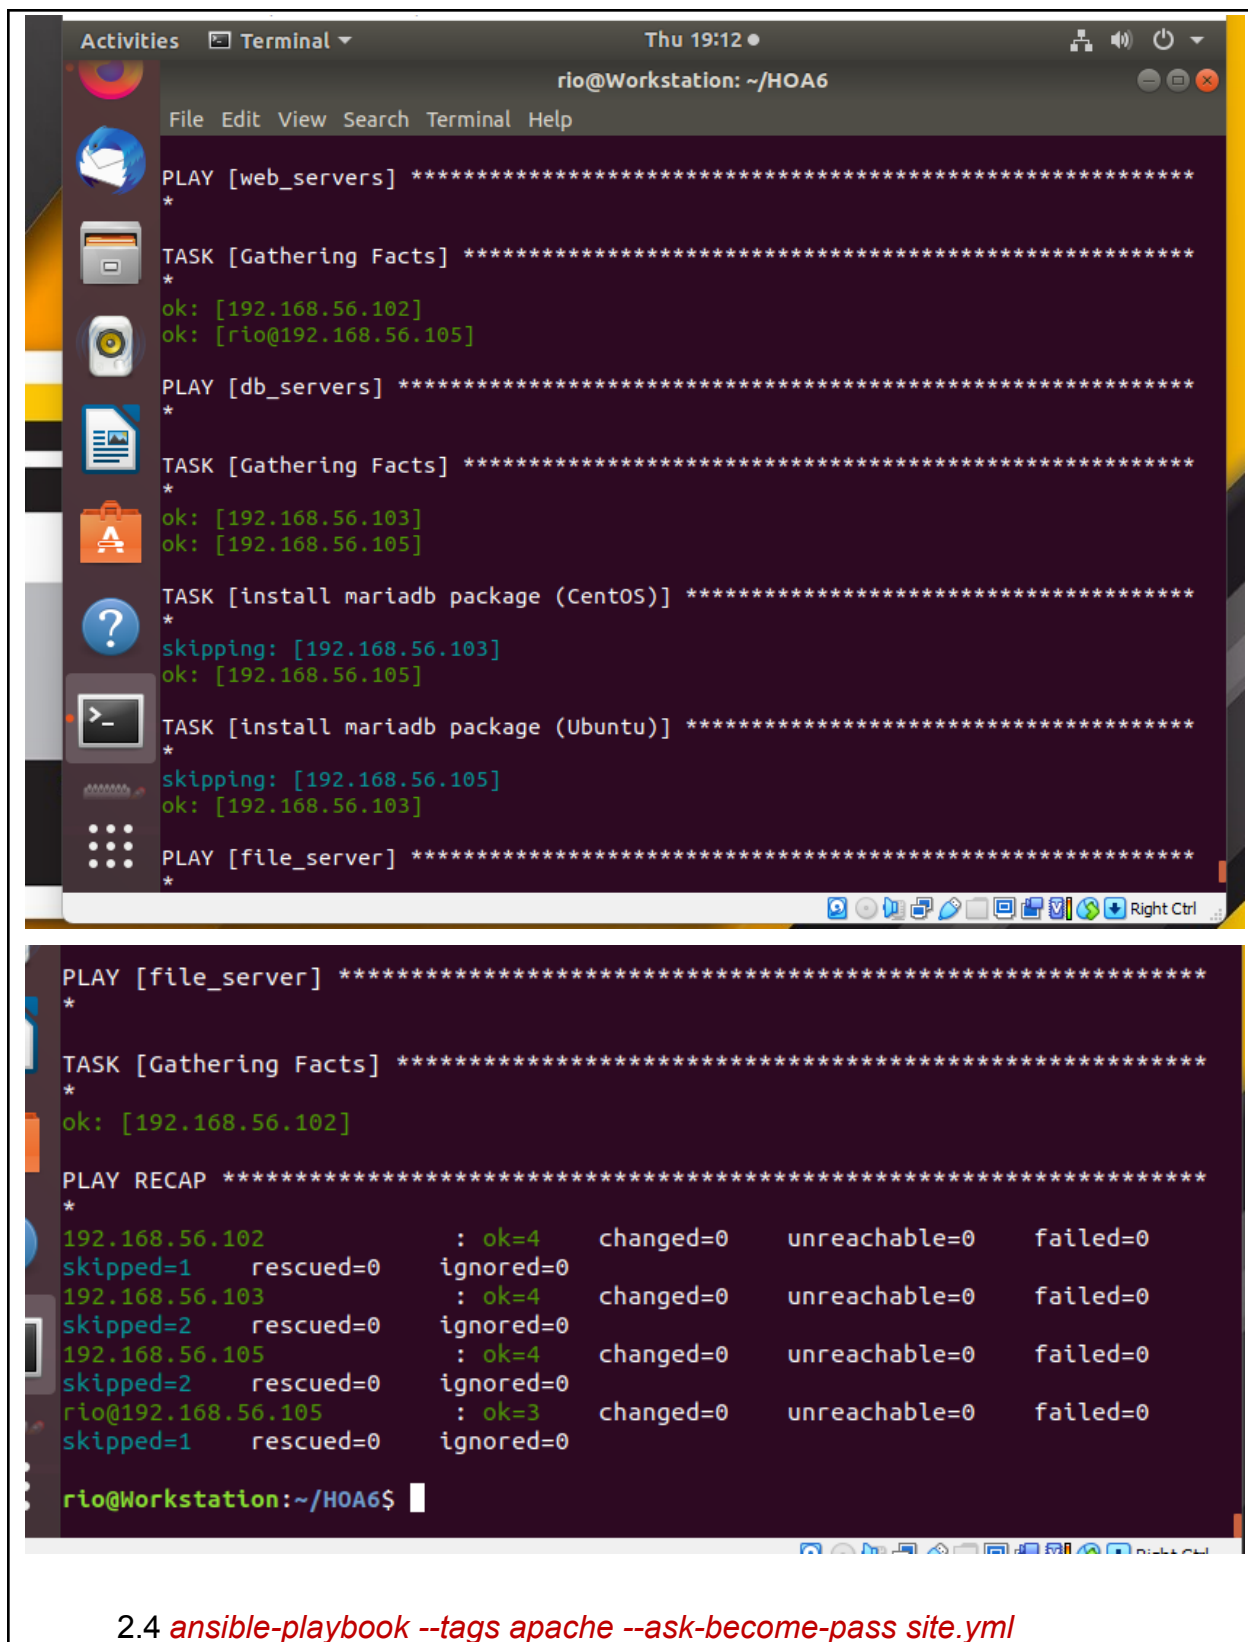 Activities Terminal Thu 19:12
rio@Workstation: ~/HOA6
File Edit View Search Terminal Help
PLAY [web_servers] ************************************************************
*
TASK [Gathering Facts] ********************************************************
*
ok: [192.168.56.102]
ok: [rio@192.168.56.105]
PLAY [db_servers] *************************************************************
*
TASK [Gathering Facts] ********************************************************
*
ok: [192.168.56.103]
ok: [192.168.56.105]
TASK [install mariadb package (CentOS)] ***************************************
*
skipping: [192.168.56.103]
ok: [192.168.56.105]
TASK [install mariadb package (Ubuntu)] ***************************************
*
skipping: [192.168.56.105]
ok: [192.168.56.103]
PLAY [file_server] ************************************************************
*
Right Ctrl
PLAY [file_server] ************************************************************
*
TASK [Gathering Facts] ********************************************************
*
ok: [192.168.56.102]
PLAY RECAP ********************************************************************
*
192.168.56.102 : ok=4 changed=0 unreachable=0 failed=0
skipped=1 rescued=0 ignored=0
192.168.56.103 : ok=4 changed=0 unreachable=0 failed=0
skipped=2 rescued=0 ignored=0
192.168.56.105 : ok=4 changed=0 unreachable=0 failed=0
skipped=2 rescued=0 ignored=0
rio@192.168.56.105 : ok=3 changed=0 unreachable=0 failed=0
skipped=1 rescued=0 ignored=0
rio@Workstation:~/HOA6$
Right Ctrl
2.4 ansible-playbook --tags apache --ask-become-pass site.yml